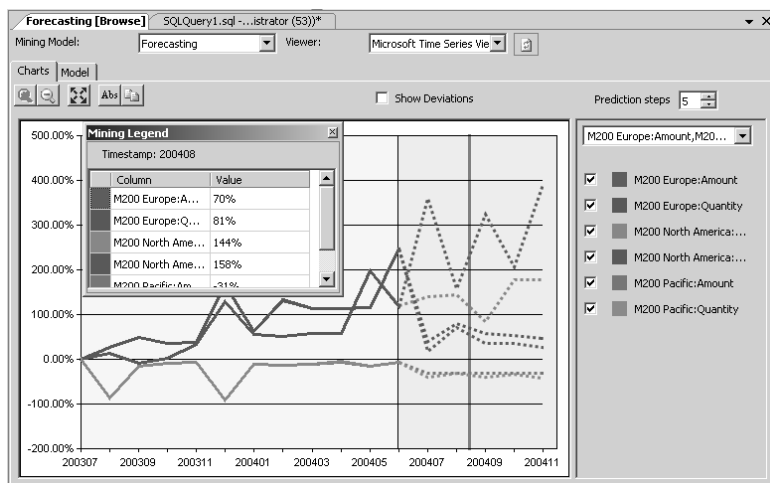 Forecasting [Browse] SQLQuery1.sql -...istrator (53))*
Mining Model: Forecasting Viewer: Microsoft Time Series Vie
Charts Model
Abs Show Deviations Prediction steps 5
500.00%
400.00%
300.00%
200.00%
100.00%
0.00%
-100.00%
-200.00%
Mining Legend
Timestamp: 200408
Column Value
M200 Europe:A... 70%
M200 Europe:Q... 81%
M200 North Ame... 144%
M200 North Ame... 158%
M200 Pacific:Am... -31%
200307 200309 200311 200401 200403 200405 200407 200409 200411
M200 Europe:Amount,M20...
M200 Europe:Amount
M200 Europe:Quantity
M200 North America:...
M200 North America:...
M200 Pacific:Amount
M200 Pacific:Quantity